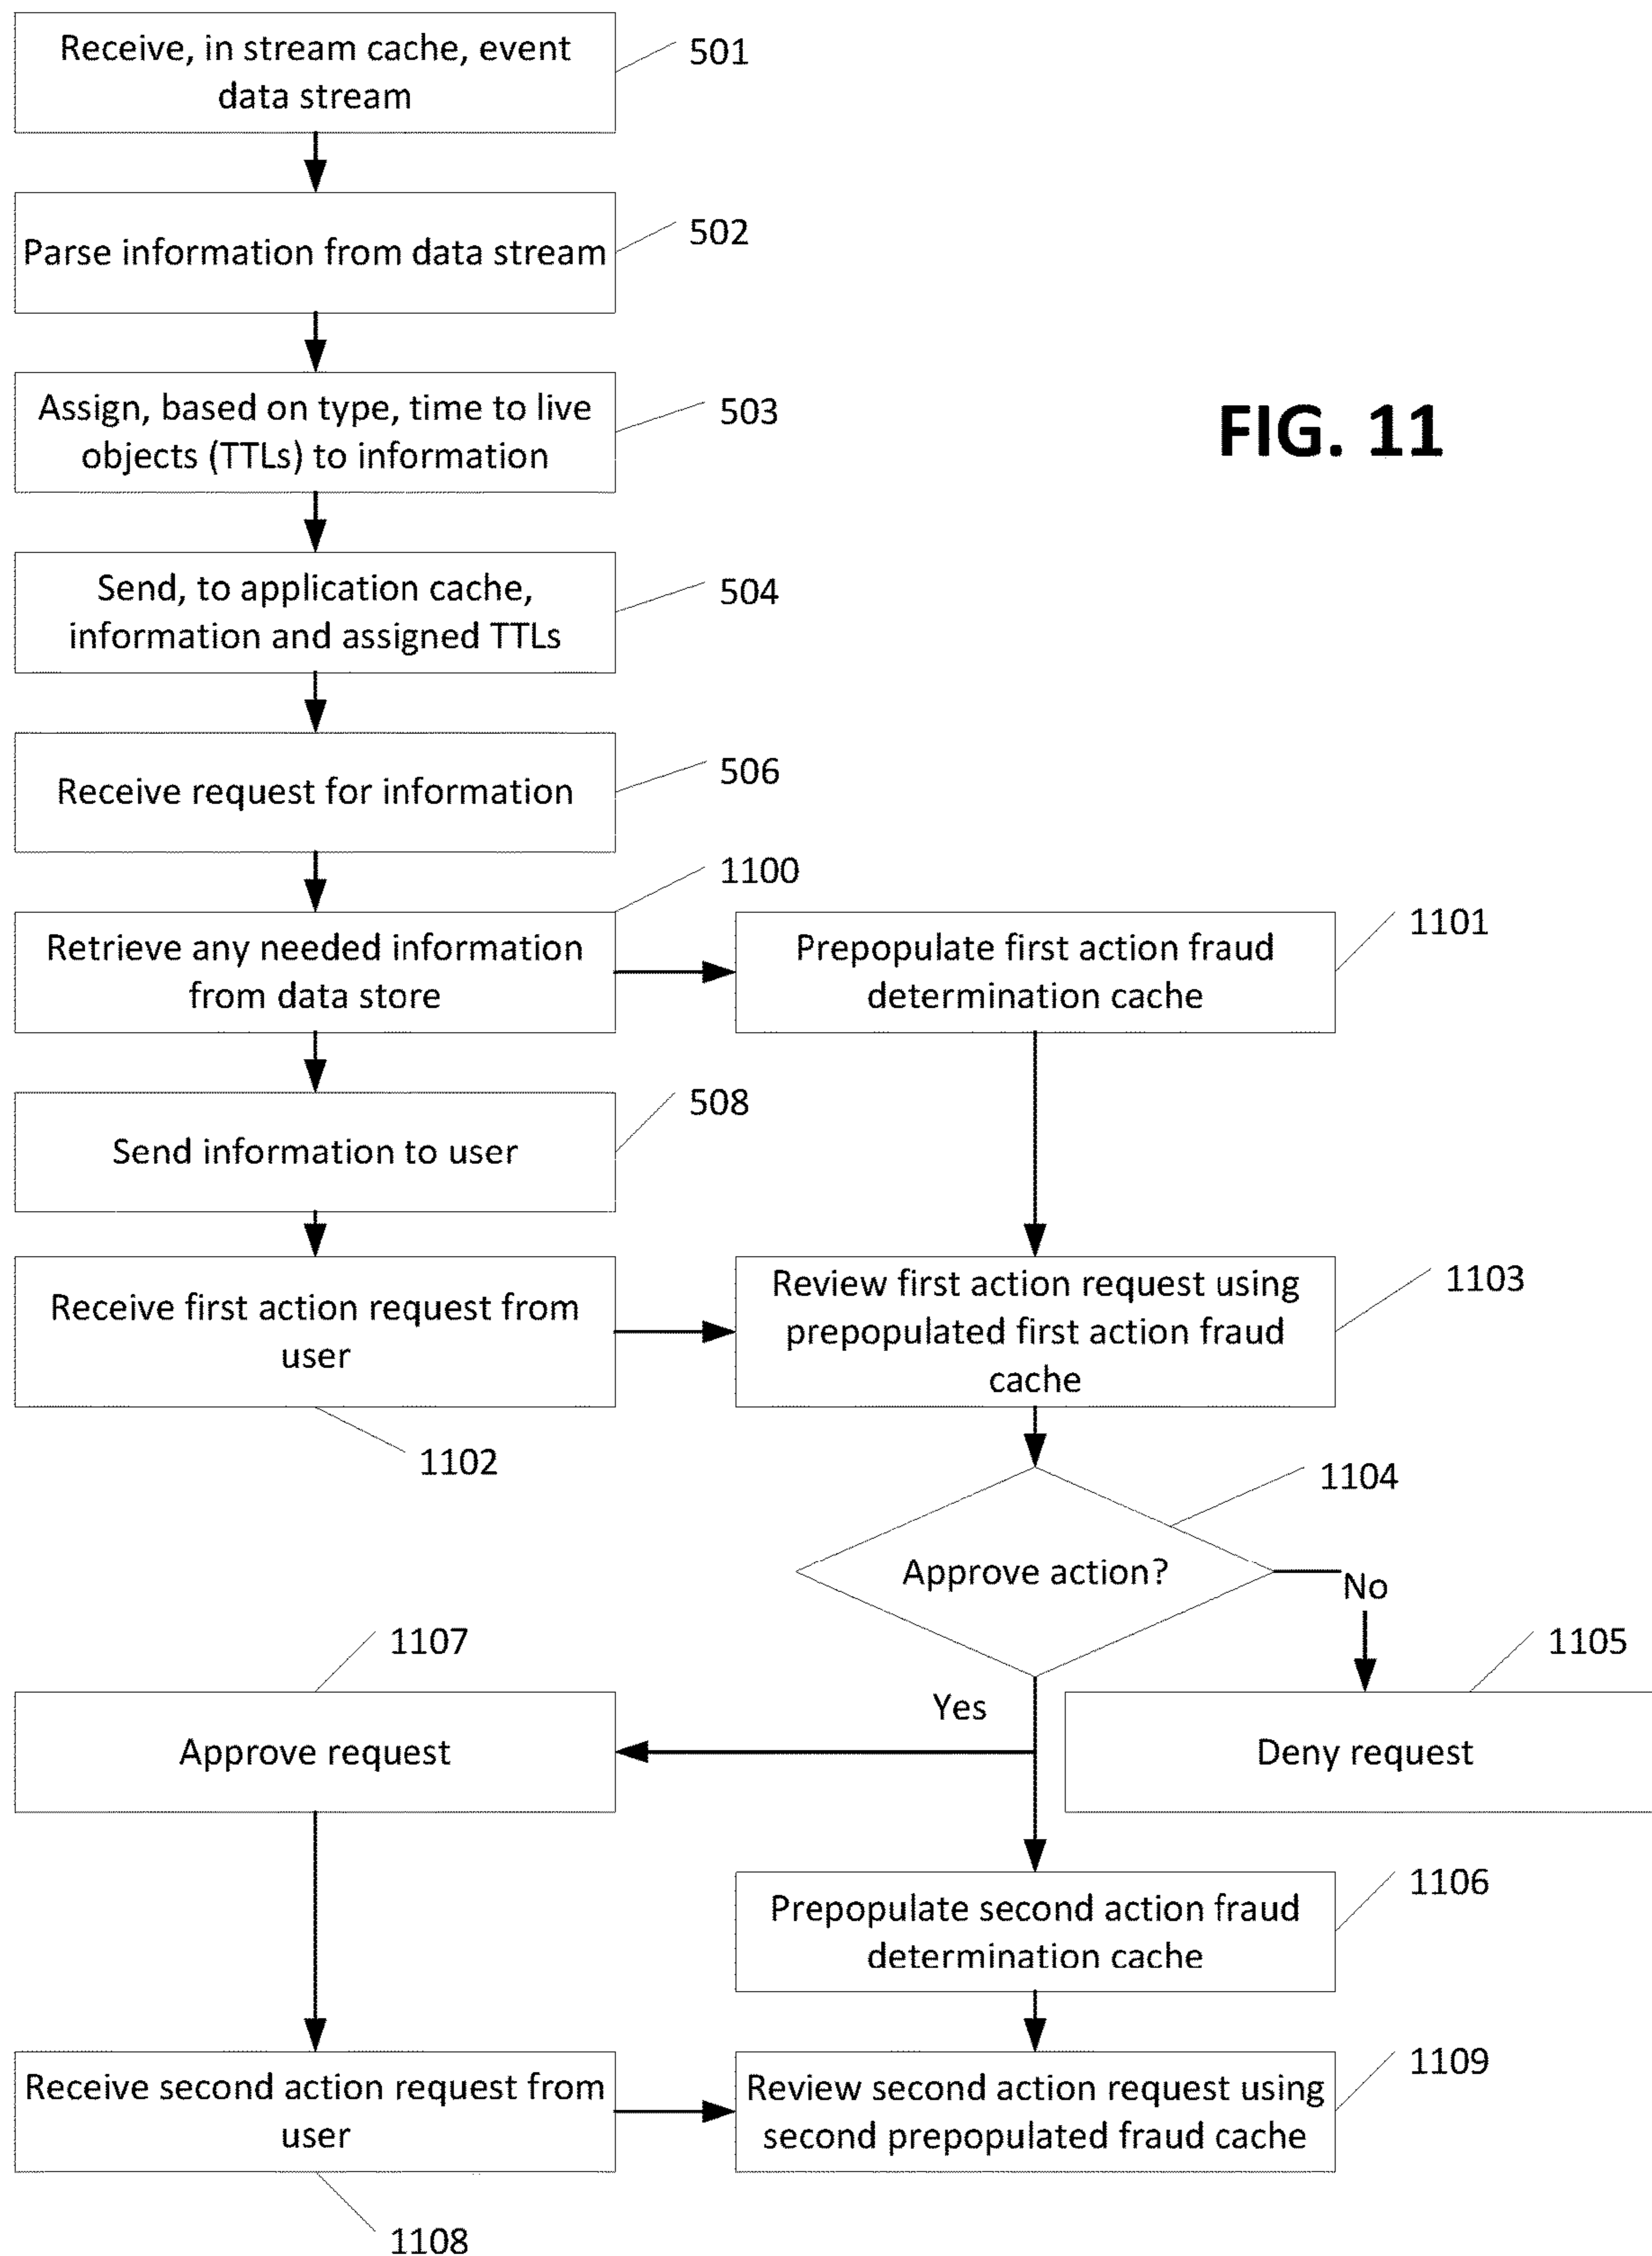 Receive, in stream cache, event
data stream
501
Parse information from data stream
502
Assign, based on type, time to live
objects (TTLs) to information
503
FIG. 11
Send, to application cache,
information and assigned TTLs
504
Receive request for information
506
Retrieve any needed information
from data store
1100
Prepopulate first action fraud
determination cache
1101
Send information to user
508
Receive first action request from
user
1102
Review first action request using
prepopulated first action fraud
cache
1103
Approve action?
1104
No
Yes
1107
Approve request
1105
Deny request
Prepopulate second action fraud
determination cache
1106
Receive second action request from
user
1108
Review second action request using
second prepopulated fraud cache
1109